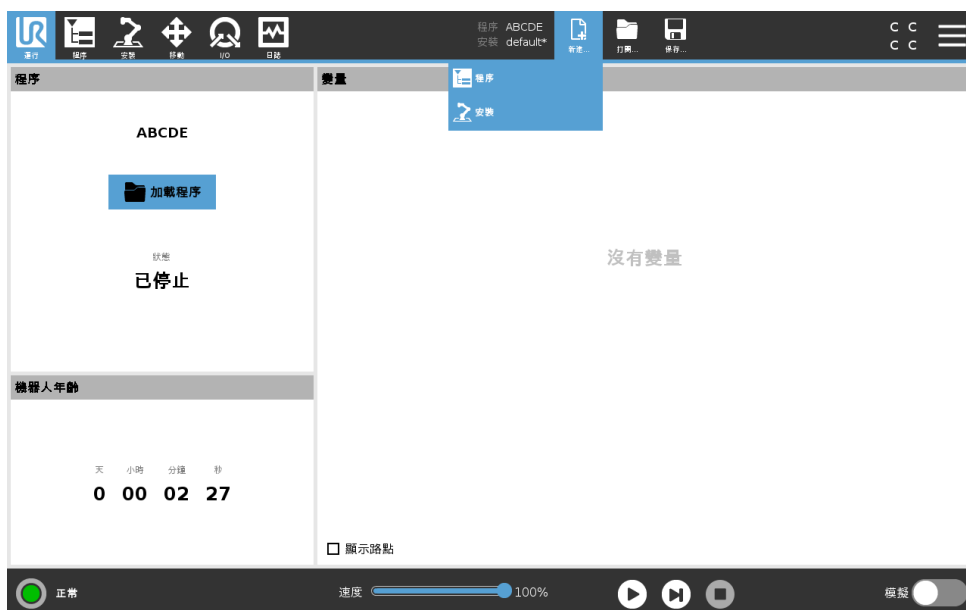 UR
運行
程序
安裝
移動
I/O
日誌
程序 ABCDE
安裝 default*
新建...
打開...
保存...
C C
C C
程序
安裝
程序
ABCDE
加載程序
狀態
已停止
變量
沒有變量
機器人年齡
天 小時 分鐘 秒
0 00 02 27
顯示路點
正常
速度 100%
模擬